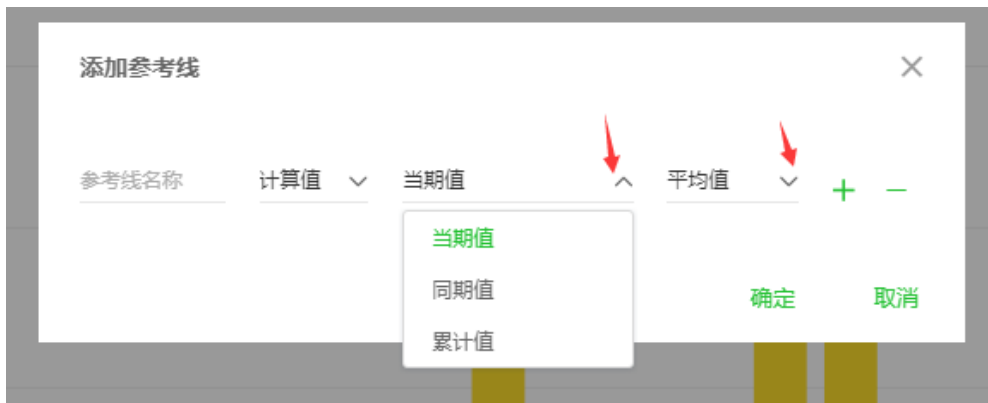 添加参考线
参考线名称 计算值 当期值 平均值
当期值
同期值
累计值
确定 取消